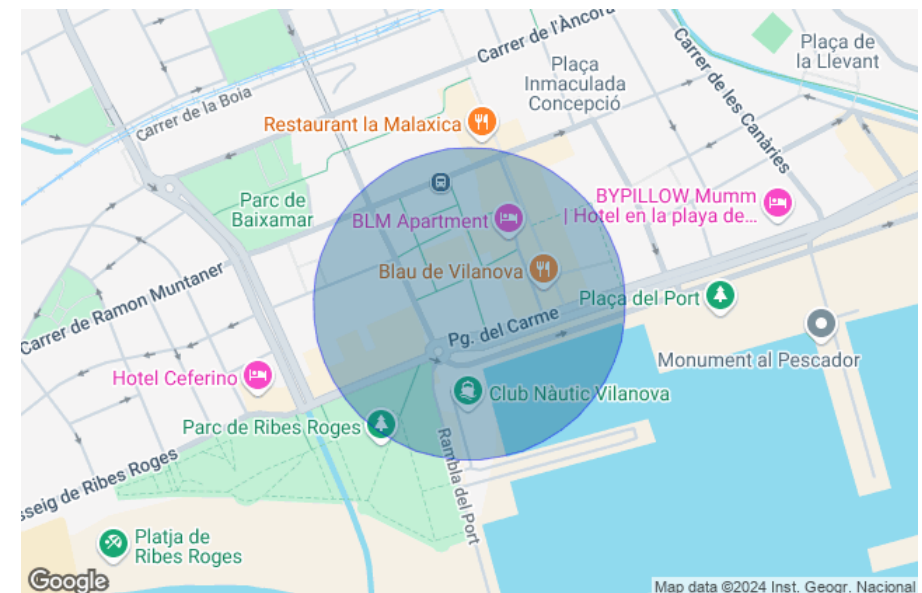 Carrer de l'Àncora
Plaça
Inmaculada
Concepció
Carrer de les Canàries
Plaça de
la Llevant
Carrer de la Boia
Restaurant la Malaxica
Parc de
Baixamar
BLM Apartment
BYPILLOW Mumm
| Hotel en la playa de...
Blau de Vilanova
Plaça del Port
Carrer de Ramon Muntaner
Pg. del Carme
Monument al Pescador
Hotel Ceferino
Club Nàutic Vilanova
Parc de Ribes Roges
Rambla del Port
sseig de Ribes Roges
Platja de
Ribes Roges
Google
Map data ©2024 Inst. Geogr. Nacional